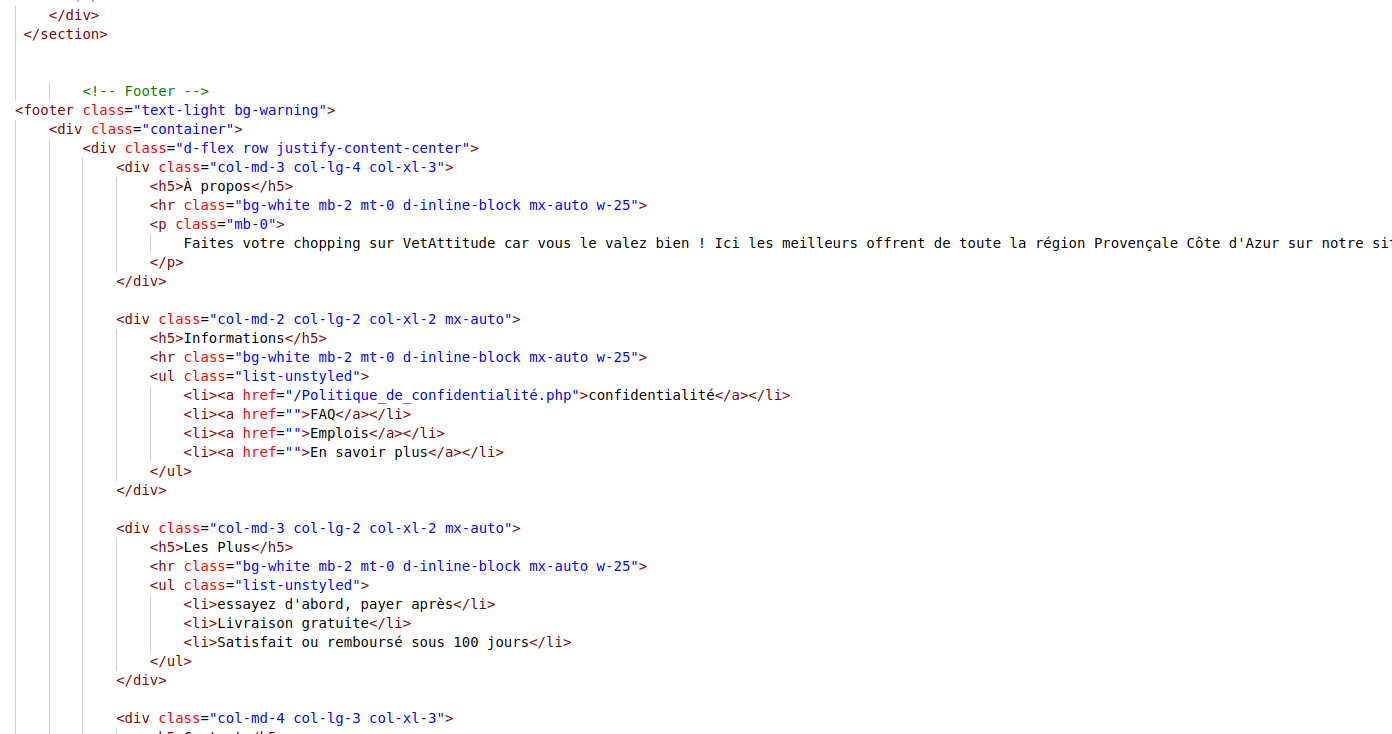 </div>
</section>
<!-- Footer -->
<footer class="text-light bg-warning">
<div class="container">
<div class="d-flex row justify-content-center">
<div class="col-md-3 col-lg-4 col-xl-3">
<h5>À propos</h5>
<hr class="bg-white mb-2 mt-0 d-inline-block mx-auto w-25">
<p class="mb-0">
Faites votre chopping sur VetAttitude car vous le valez bien ! Ici les meilleurs offrent de toute la région Provençale Côte d'Azur sur notre
</p>
</div>
<div class="col-md-2 col-lg-2 col-xl-2 mx-auto">
<h5>Informations</h5>
<hr class="bg-white mb-2 mt-0 d-inline-block mx-auto w-25">
<ul class="list-unstyled">
<li><a href="/Politique_de_confidentialité.php">confidentialité</a></li>
<li><a href="">FAQ</a></li>
<li><a href="">Emplois</a></li>
<li><a href="">En savoir plus</a></li>
</ul>
</div>
<div class="col-md-3 col-lg-2 col-xl-2 mx-auto">
<h5>Les Plus</h5>
<hr class="bg-white mb-2 mt-0 d-inline-block mx-auto w-25">
<ul class="list-unstyled">
<li>essayez d'abord, payer après</li>
<li>Livraison gratuite</li>
<li>Satisfait ou remboursé sous 100 jours</li>
</ul>
</div>
<div class="col-md-4 col-lg-3 col-xl-3">